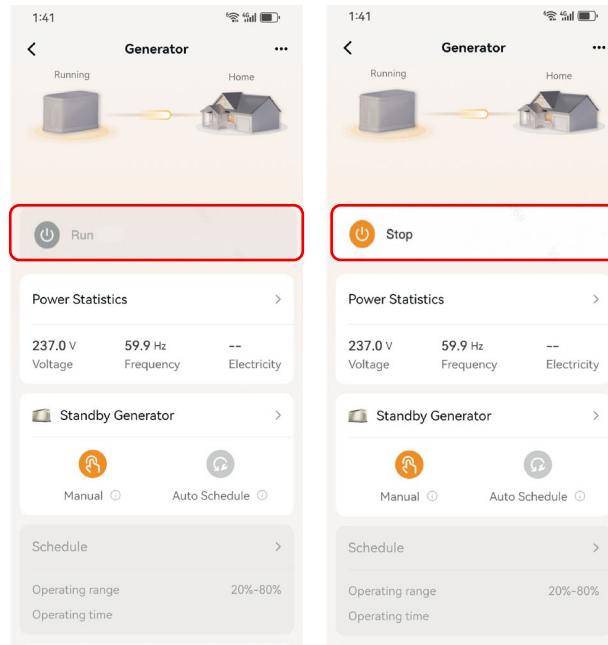 1:41
Generator
Running
Home
Run
Power Statistics
237.0 V
59.9 Hz
--
Voltage
Frequency
Electricity
Standby Generator
Manual
Auto Schedule
Schedule
Operating range
20%-80%
Operating time
1:41
Generator
Running
Home
Stop
Power Statistics
237.0 V
59.9 Hz
--
Voltage
Frequency
Electricity
Standby Generator
Manual
Auto Schedule
Schedule
Operating range
20%-80%
Operating time